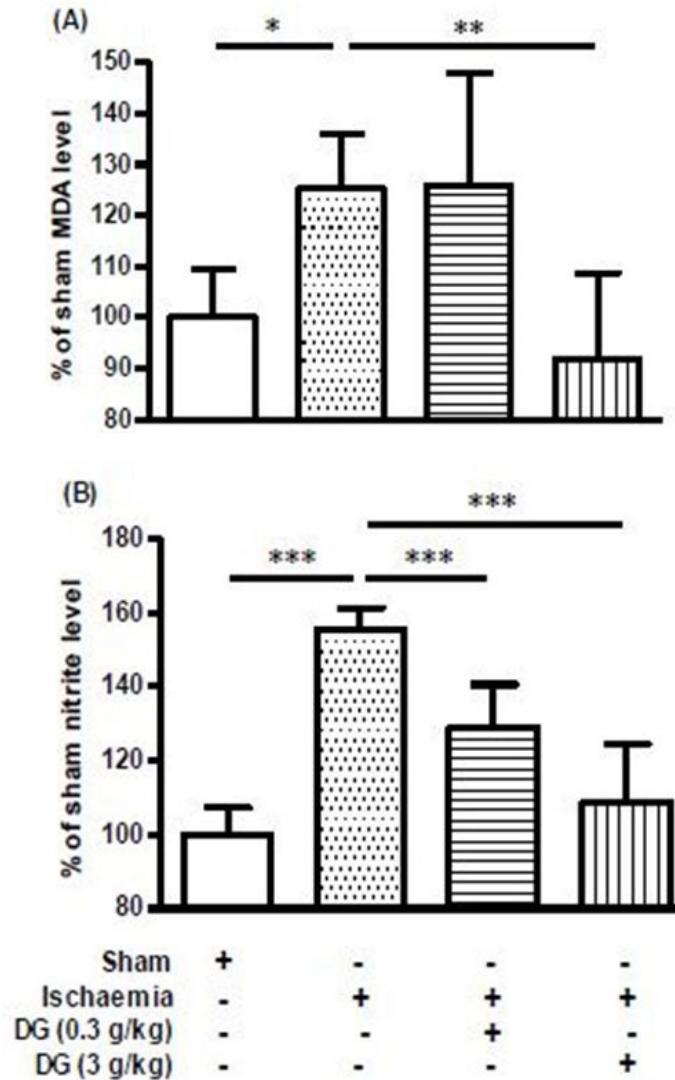 (A)
* **
150
140
130
120
110
100
90
80
% of sham MDA level
(B)
***
*** ***
180
160
140
120
100
80
% of sham nitrite level
Sham + - - -
Ischaemia - + + +
DG (0.3 g/kg) - - + -
DG (3 g/kg) - - - +